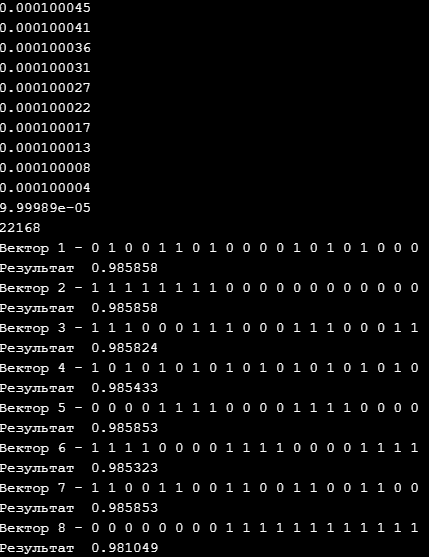 0.000100045
0.000100041
0.000100036
0.000100031
0.000100027
0.000100022
0.000100017
0.000100013
0.000100008
0.000100004
9.99989e-05
22168
Вектор 1 - 0 1 0 0 1 1 0 1 0 0 0 0 1 0 1 0 1 0 0 0
Результат  0.985858
Вектор 2 - 1 1 1 1 1 1 1 1 0 0 0 0 0 0 0 0 0 0 0 0
Результат  0.985858
Вектор 3 - 1 1 1 0 0 0 1 1 1 0 0 0 1 1 1 0 0 0 1 1
Результат  0.985824
Вектор 4 - 1 0 1 0 1 0 1 0 1 0 1 0 1 0 1 0 1 0 1 0
Результат  0.985433
Вектор 5 - 0 0 0 0 1 1 1 1 0 0 0 0 1 1 1 1 0 0 0 0
Результат  0.985853
Вектор 6 - 1 1 1 1 0 0 0 0 1 1 1 1 0 0 0 0 1 1 1 1
Результат  0.985323
Вектор 7 - 1 1 0 0 1 1 0 0 1 1 0 0 1 1 0 0 1 1 0 0
Результат  0.985853
Вектор 8 - 0 0 0 0 0 0 0 0 1 1 1 1 1 1 1 1 1 1 1 1
Результат  0.981049